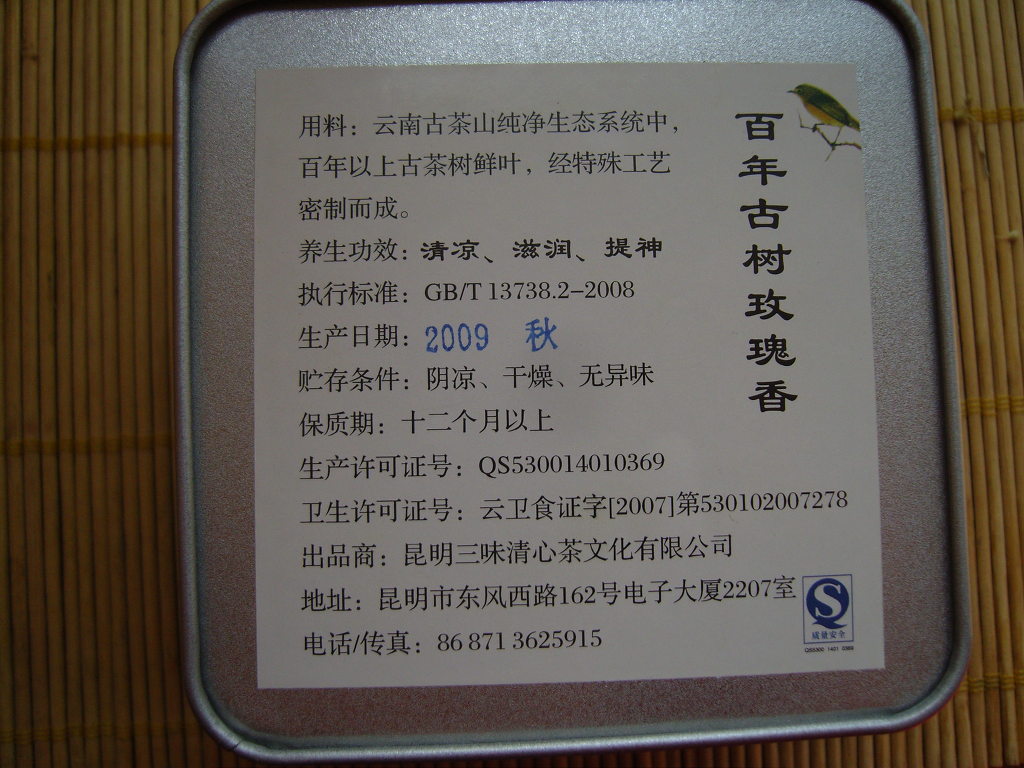 百年古树玫瑰香
用料：云南古茶山纯净生态系统中，
百年以上古茶树鲜叶，经特殊工艺
密制而成。
养生功效：清凉、滋润、提神
执行标准：GB/T 13738.2-2008
生产日期：2009 秋
贮存条件：阴凉、干燥、无异味
保质期：十二个月以上
生产许可证号：QS530014010369
卫生许可证号：云卫食证字[2007]第530102007278
出品商：昆明三味清心茶文化有限公司
地址：昆明市东风西路162号电子大厦2207室
电话/传真：86 871 3625915
质量安全
QS5300 1401 0369